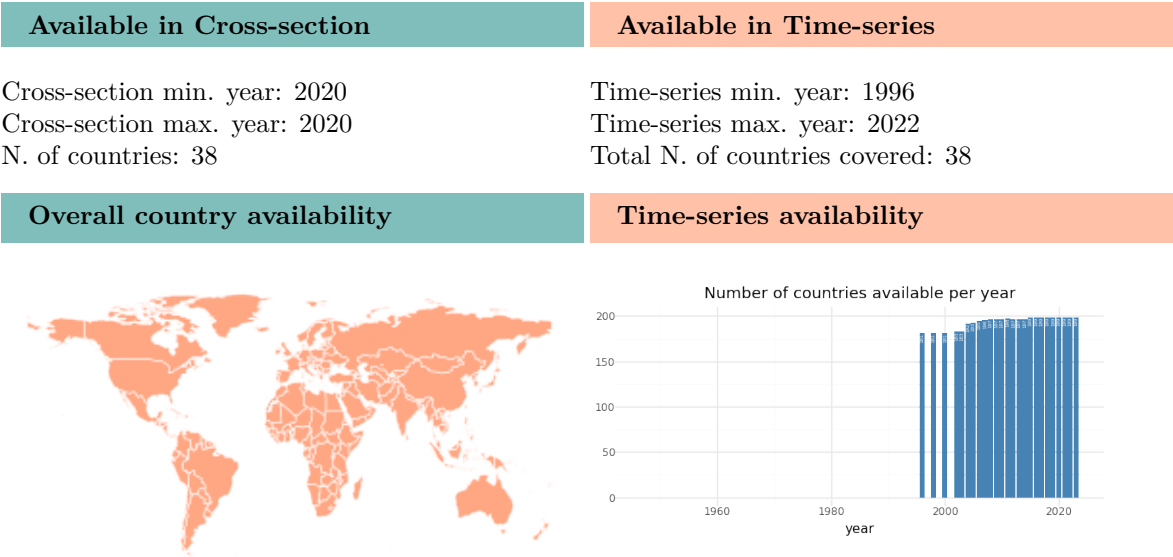 Available in Cross-section
Cross-section min. year: 2020
Cross-section max. year: 2020
N. of countries: 38
Available in Time-series
Time-series min. year: 1996
Time-series max. year: 2022
Total N. of countries covered: 38
Overall country availability
Time-series availability
Number of countries available per year
200
150
100
50
0
1960
1980
2000
2020
year